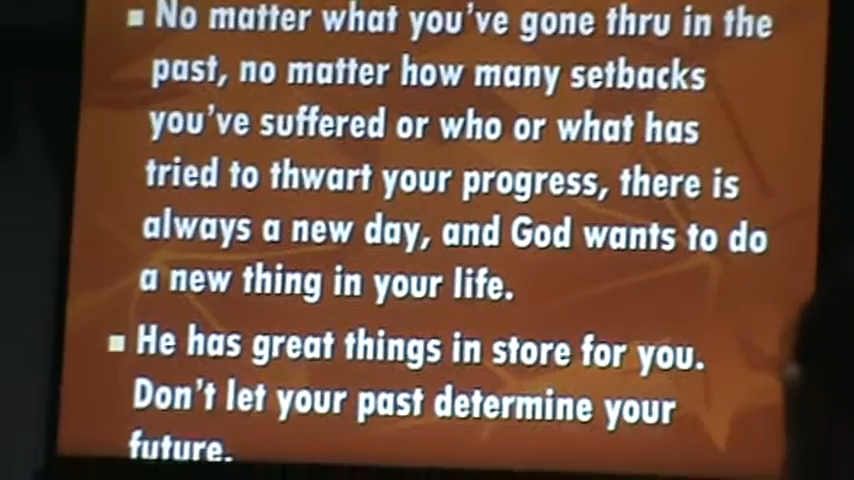 No matter what you've gone thru in the
past, no matter how many setbacks
you've suffered or who or what has
tried to thwart your progress, there is
always a new day, and God wants to do
a new thing in your life.
He has great things in store for you.
Don't let your past determine your
future.